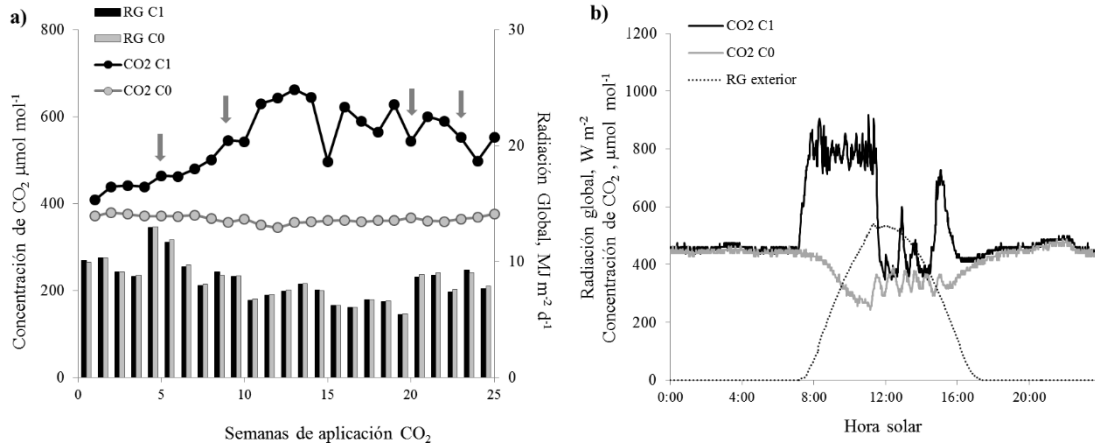 a)
RG C1
RG C0
CO2 C1
CO2 C0
Concentración de CO₂ μmol mol⁻¹
800
600
400
200
0
30
20
10
0
Radiación Global, MJ m⁻² d⁻¹
0 5 10 15 20 25
Semanas de aplicación CO₂
b)
CO2 C1
CO2 C0
RG exterior
Radiación global, W m⁻²
Concentración de CO₂ , μmol mol⁻¹
1200
1000
800
600
400
200
0
0:00 4:00 8:00 12:00 16:00 20:00
Hora solar